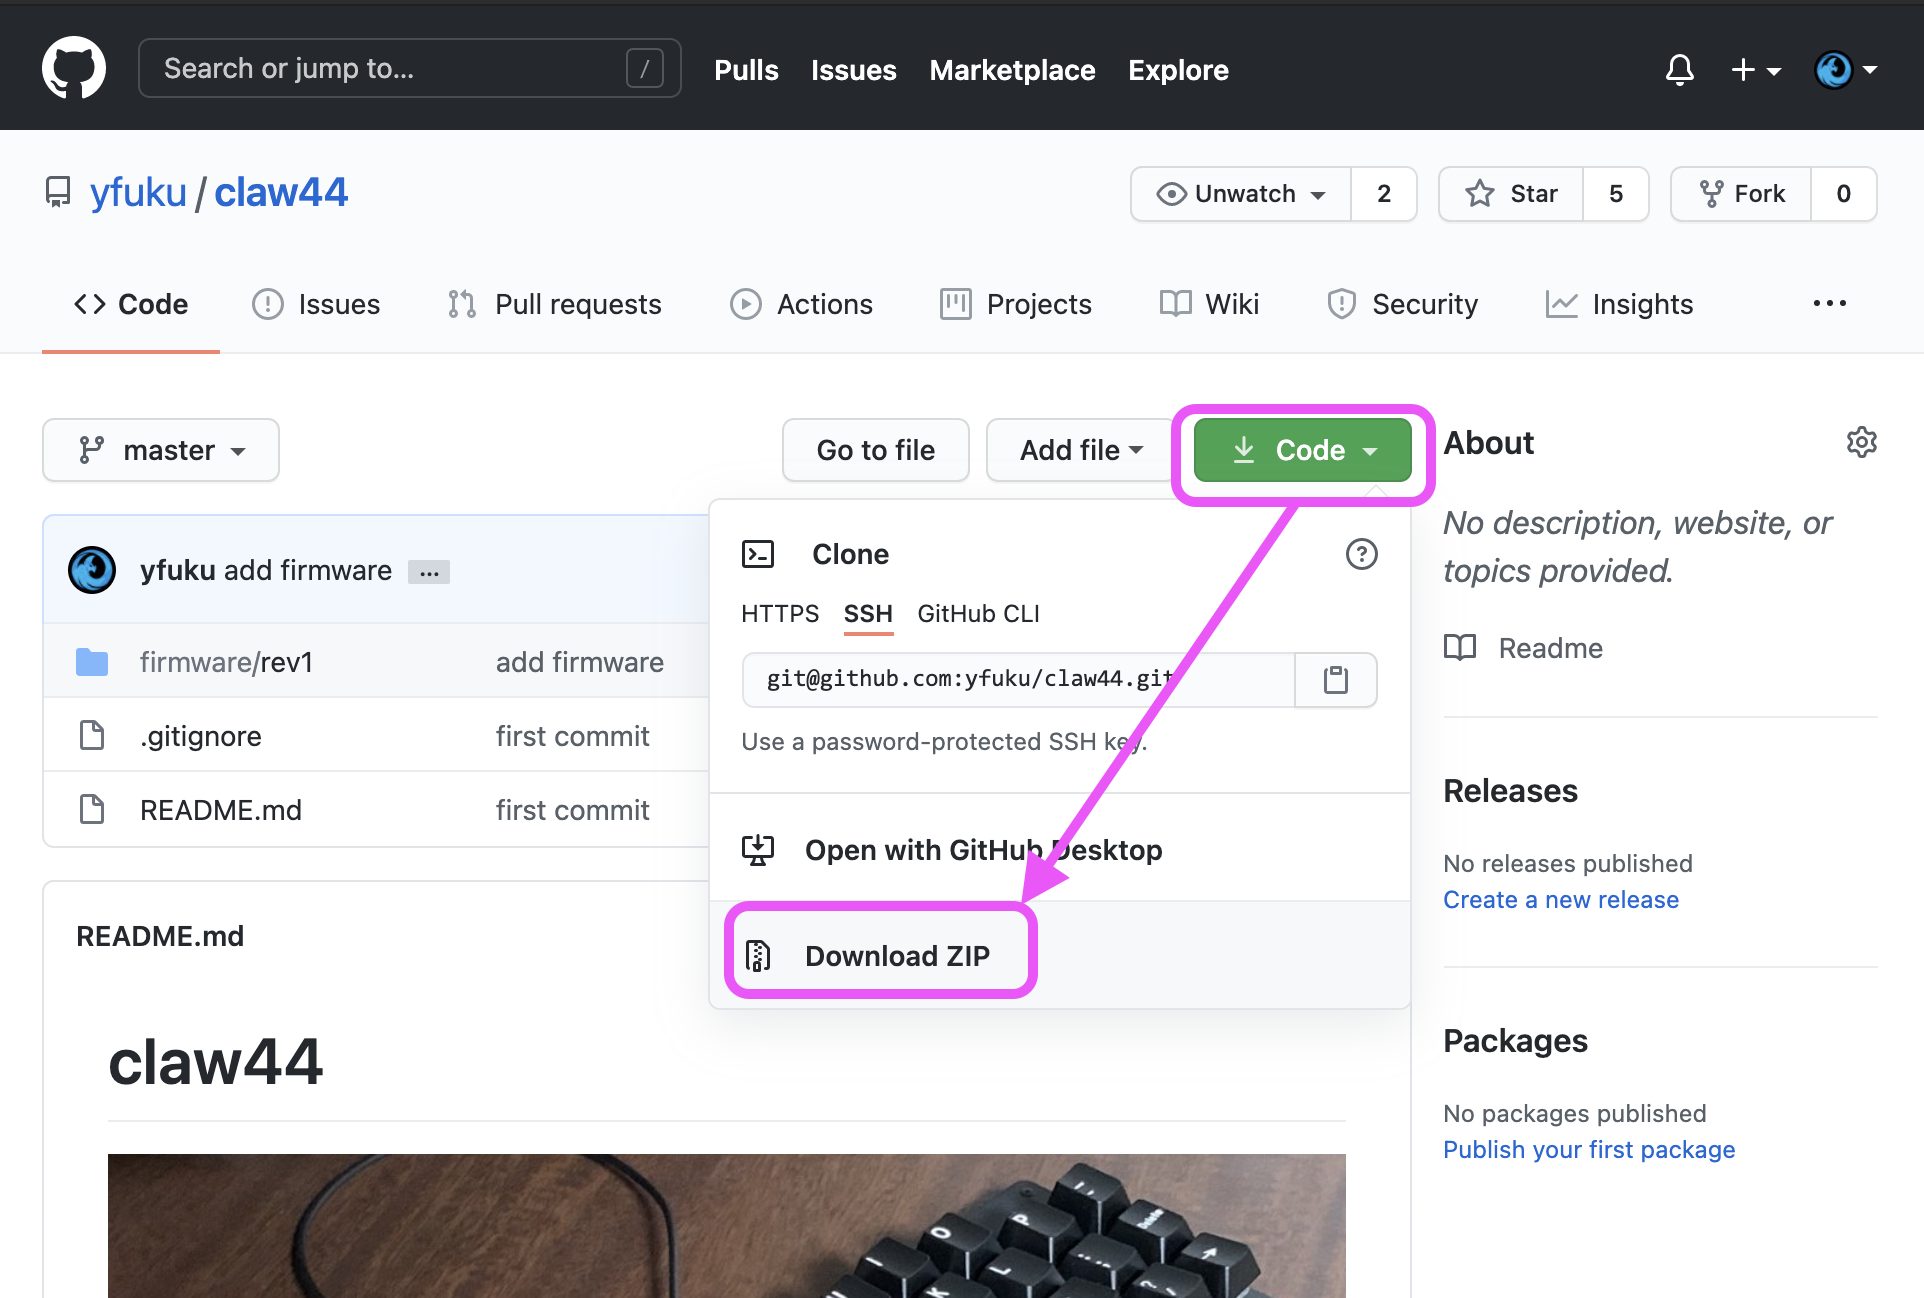 Search or jump to... /
Pulls Issues Marketplace Explore
yfuku / claw44
Unwatch 2 Star 5 Fork 0
Code Issues Pull requests Actions Projects Wiki Security Insights ...
master Go to file Add file Code
About
No description, website, or
topics provided.
Readme
Releases
No releases published
Create a new release
Packages
No packages published
Publish your first package
yfuku add firmware ...
firmware/rev1 add firmware
.gitignore first commit
README.md first commit
Clone ?
HTTPS SSH GitHub CLI
git@github.com:yfuku/claw44.git
Use a password-protected SSH key.
Open with GitHub Desktop
Download ZIP
README.md
claw44
P
O
Delete
I
L
K